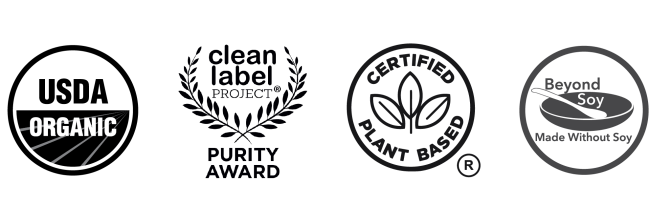 USDA
ORGANIC
clean
label
PROJECT®
PURITY
AWARD
CERTIFIED
PLANT BASED
®
Beyond
Soy
Made Without Soy